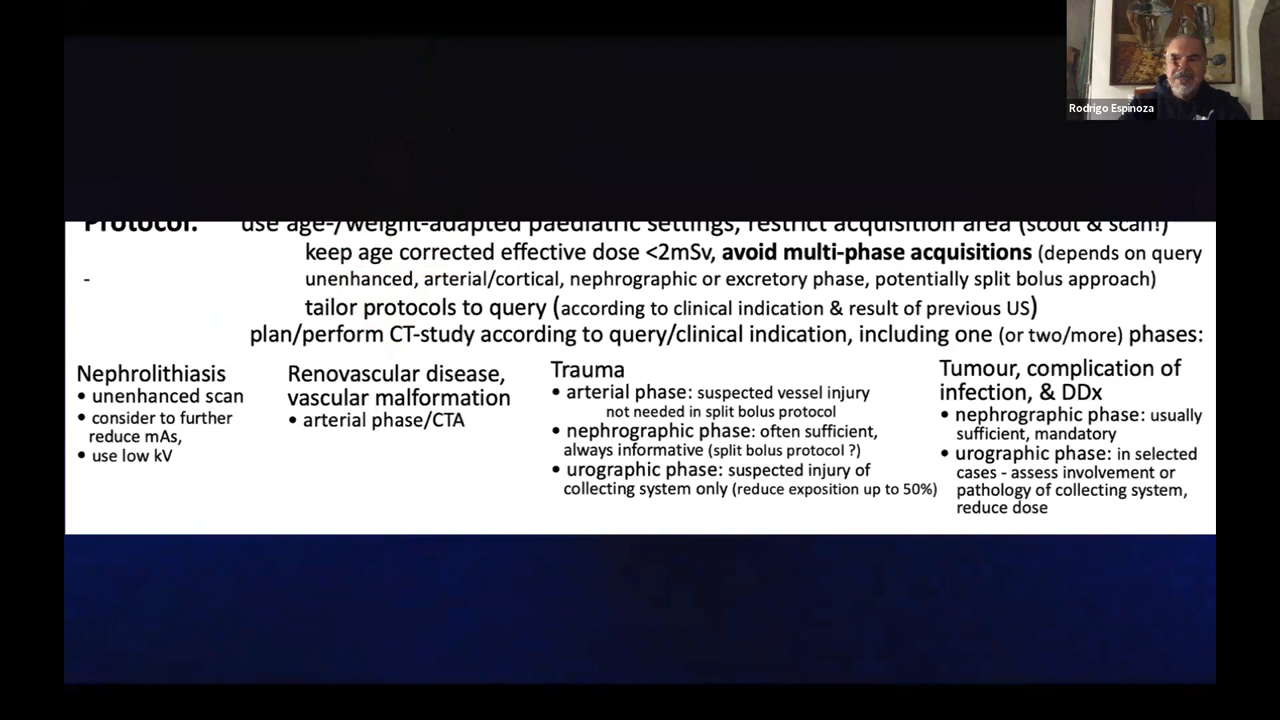 Rodrigo Espinoza
Protocol: use age-/weight-adapted paediatric settings, restrict acquisition area (scout & scan!)
keep age corrected effective dose <2mSv, avoid multi-phase acquisitions (depends on query
- unenhanced, arterial/cortical, nephrographic or excretory phase, potentially split bolus approach)
tailor protocols to query (according to clinical indication & result of previous US)
plan/perform CT-study according to query/clinical indication, including one (or two/more) phases:
Nephrolithiasis
• unenhanced scan
• consider to further
reduce mAs,
• use low kV
Renovascular disease,
vascular malformation
• arterial phase/CTA
Trauma
• arterial phase: suspected vessel injury
not needed in split bolus protocol
• nephrographic phase: often sufficient,
always informative (split bolus protocol ?)
• urographic phase: suspected injury of
collecting system only (reduce exposition up to 50%)
Tumour, complication of
infection, & DDx
• nephrographic phase: usually
sufficient, mandatory
• urographic phase: in selected
cases - assess involvement or
pathology of collecting system,
reduce dose